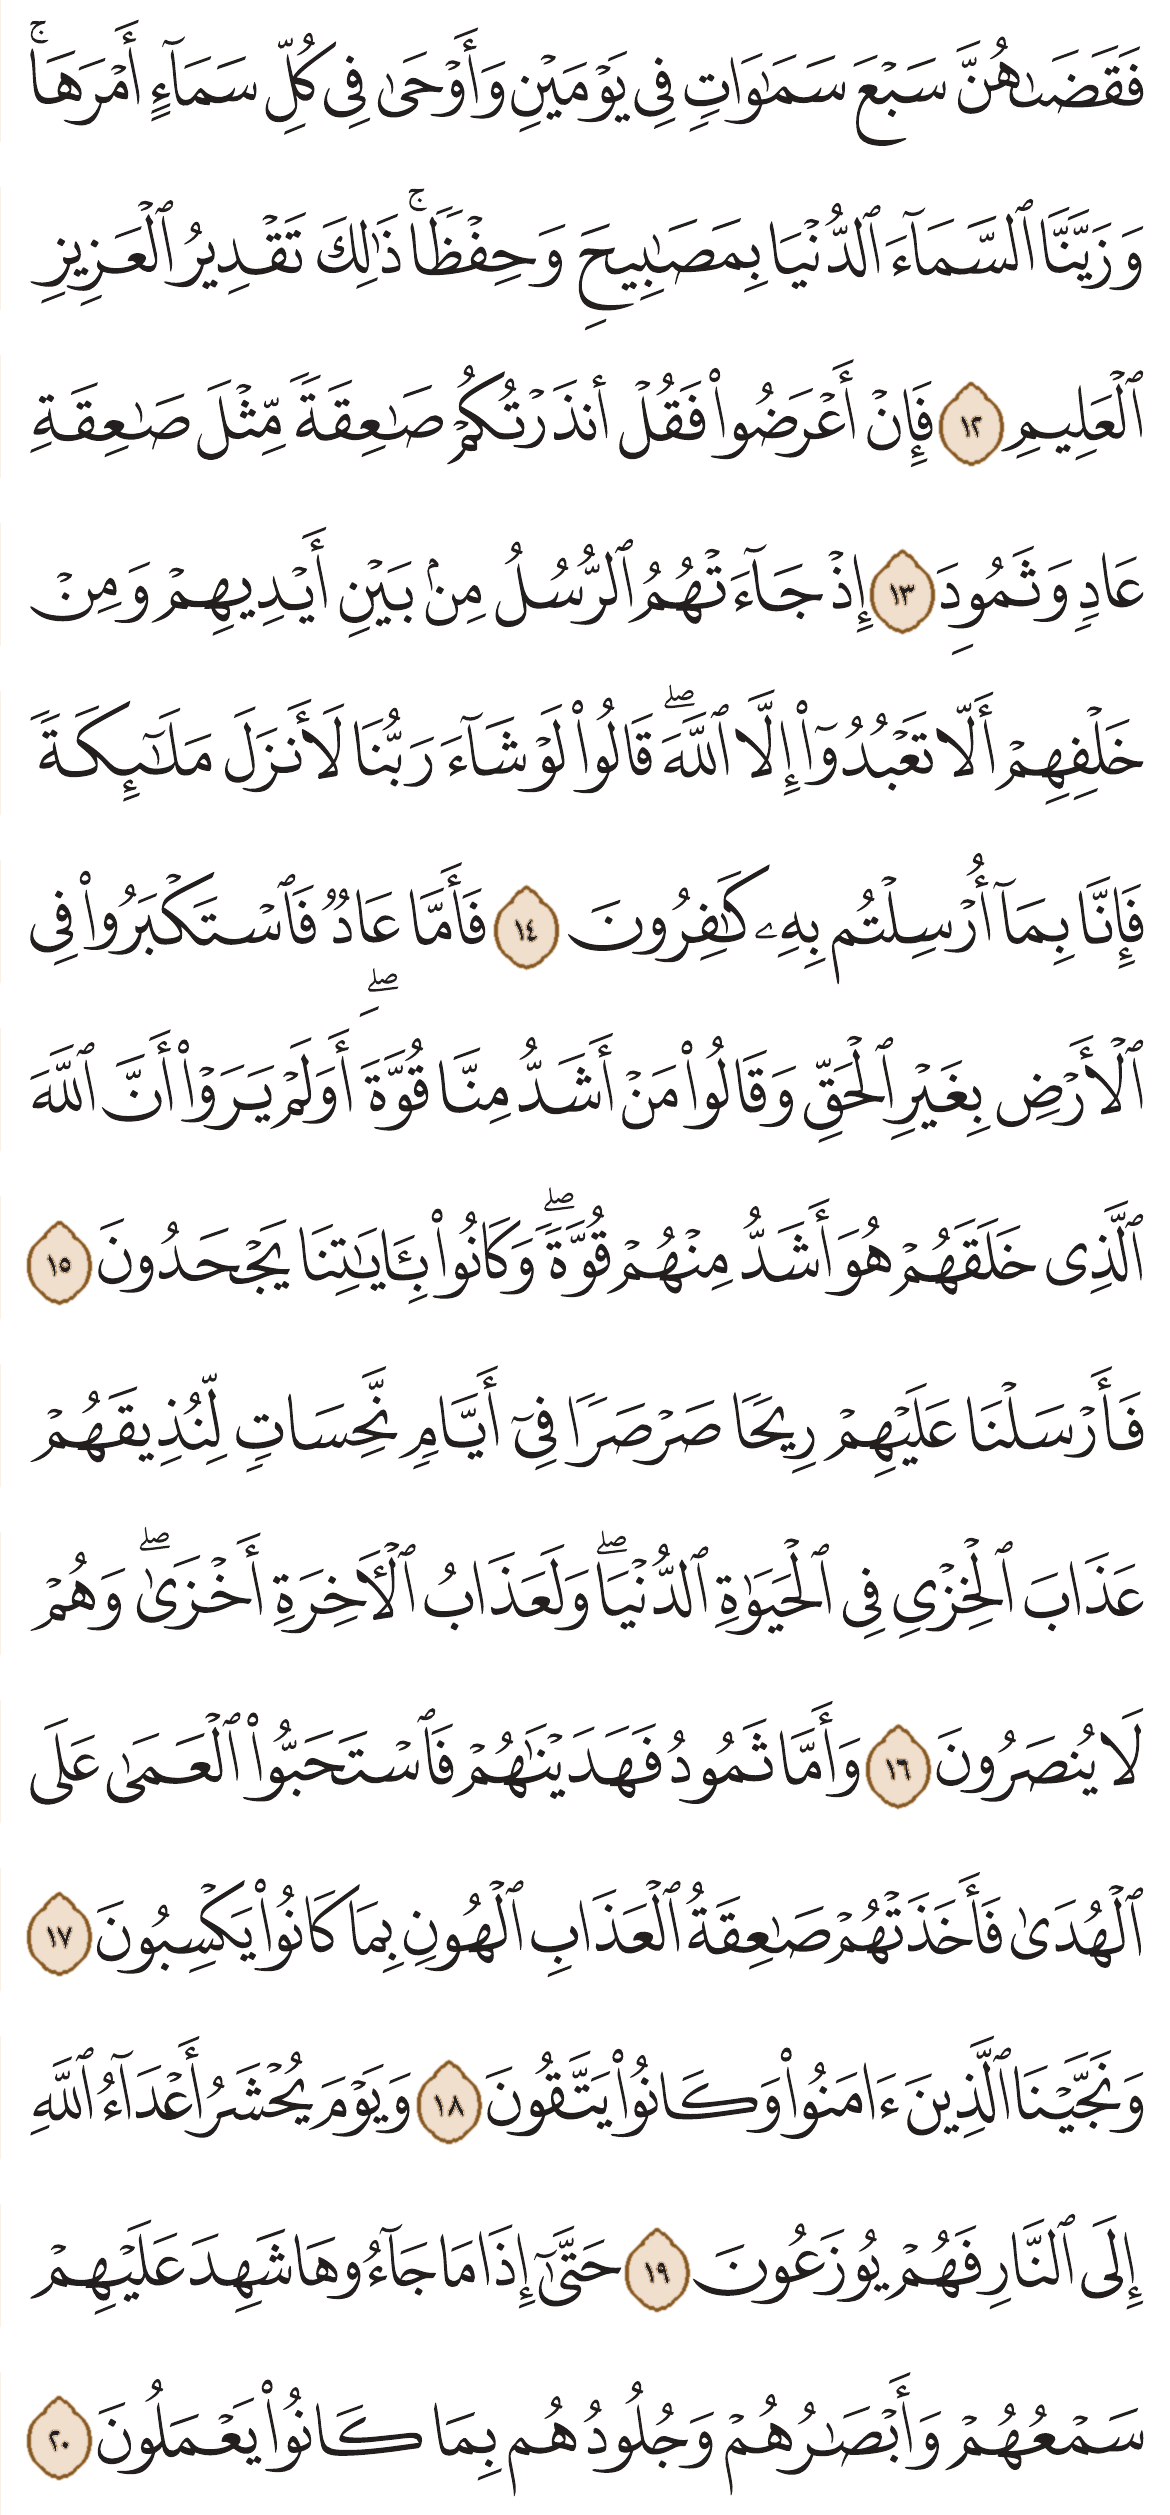 فَقَضَىٰهُنَّ سَبْعَ سَمَٰوَاتٍ فِى يَوْمَيْنِ وَأَوْحَىٰ فِى كُلِّ سَمَآءٍ أَمْرَهَاۚ
وَزَيَّنَّا ٱلسَّمَآءَ ٱلدُّنْيَا بِمَصَٰبِيحَ وَحِفْظًاۚ ذَٰلِكَ تَقْدِيرُ ٱلْعَزِيزِ
ٱلْعَلِيمِ ١٢ فَإِنْ أَعْرَضُوا۟ فَقُلْ أَنذَرْتُكُمْ صَٰعِقَةً مِّثْلَ صَٰعِقَةِ
عَادٍ وَثَمُودَ ١٣ إِذْ جَآءَتْهُمُ ٱلرُّسُلُ مِنۢ بَيْنِ أَيْدِيهِمْ وَمِنْ
خَلْفِهِمْ أَلَّا تَعْبُدُوٓا۟ إِلَّا ٱللَّهَۖ قَالُوا۟ لَوْ شَآءَ رَبُّنَا لَأَنزَلَ مَلَٰٓئِكَةً
فَإِنَّا بِمَآ أُرْسِلْتُم بِهِۦ كَٰفِرُونَ ١٤ فَأَمَّا عَادٌ فَٱسْتَكْبَرُوا۟ فِى
ٱلْأَرْضِ بِغَيْرِ ٱلْحَقِّ وَقَالُوا۟ مَنْ أَشَدُّ مِنَّا قُوَّةًۖ أَوَلَمْ يَرَوْا۟ أَنَّ ٱللَّهَ
ٱلَّذِى خَلَقَهُمْ هُوَ أَشَدُّ مِنْهُمْ قُوَّةًۖ وَكَانُوا۟ بِـَٔايَٰتِنَا يَجْحَدُونَ ١٥
فَأَرْسَلْنَا عَلَيْهِمْ رِيحًا صَرْصَرًا فِىٓ أَيَّامٍ نَّحِسَاتٍ لِّنُذِيقَهُمْ
عَذَابَ ٱلْخِزْىِ فِى ٱلْحَيَوٰةِ ٱلدُّنْيَاۖ وَلَعَذَابُ ٱلْأَخِرَةِ أَخْزَىٰۖ وَهُمْ
لَا يُنصَرُونَ ١٦ وَأَمَّا ثَمُودُ فَهَدَيْنَٰهُمْ فَٱسْتَحَبُّوا۟ ٱلْعَمَىٰ عَلَى
ٱلْهُدَىٰ فَأَخَذَتْهُمْ صَٰعِقَةُ ٱلْعَذَابِ ٱلْهُونِ بِمَا كَانُوا۟ يَكْسِبُونَ ١٧
وَنَجَّيْنَا ٱلَّذِينَ ءَامَنُوا۟ وَكَانُوا۟ يَتَّقُونَ ١٨ وَيَوْمَ يُحْشَرُ أَعْدَآءُ ٱللَّهِ
إِلَى ٱلنَّارِ فَهُمْ يُوزَعُونَ ١٩ حَتَّىٰٓ إِذَا مَا جَآءُوهَا شَهِدَ عَلَيْهِمْ
سَمْعُهُمْ وَأَبْصَٰرُهُمْ وَجُلُودُهُم بِمَا كَانُوا۟ يَعْمَلُونَ ٢٠